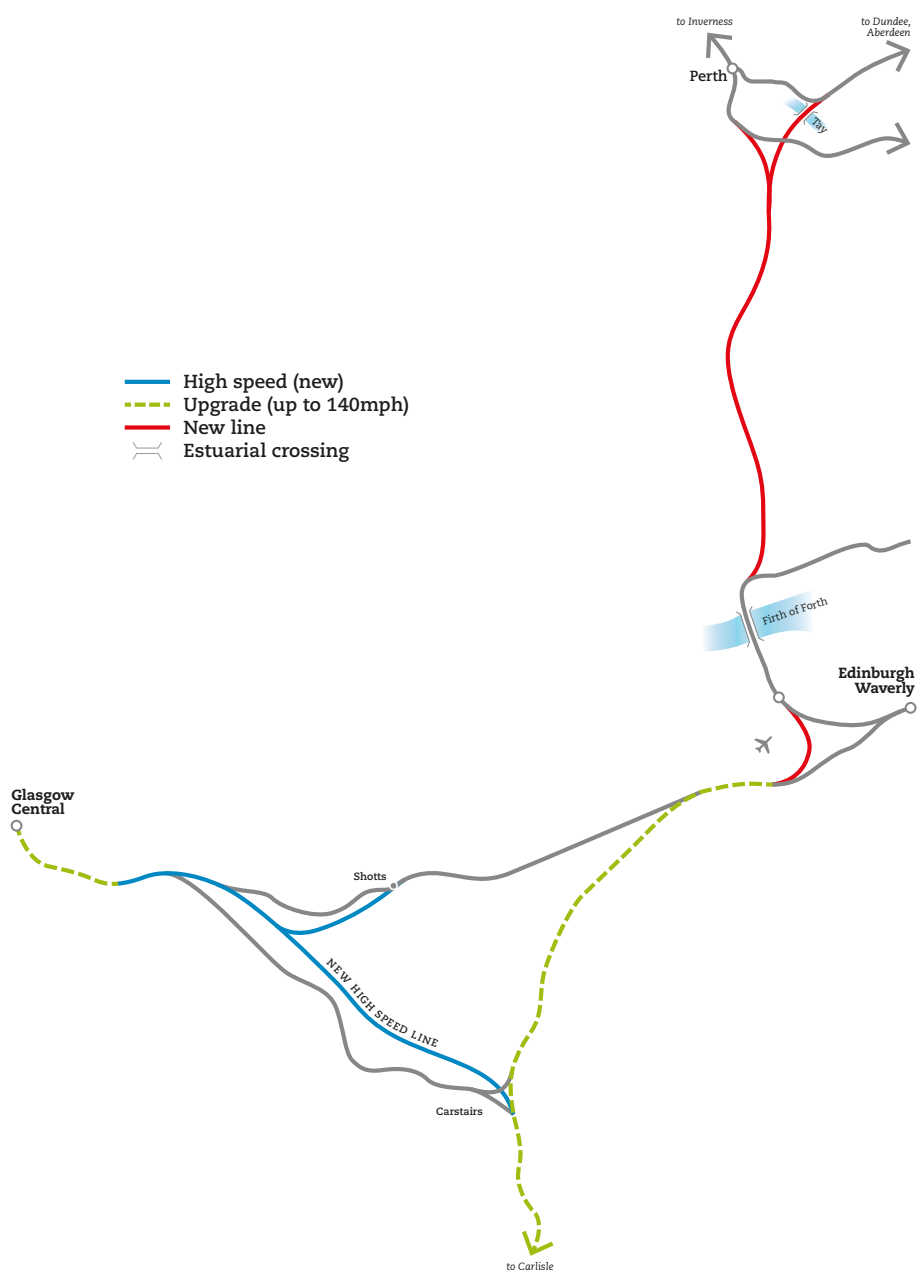 to Inverness
to Dundee,
Aberdeen
Perth
Tay
High speed (new)
Upgrade (up to 140mph)
New line
Estuarial crossing
Firth of Forth
Edinburgh
Waverly
Glasgow
Central
Shotts
NEW HIGH SPEED LINE
Carstairs
to Carlisle